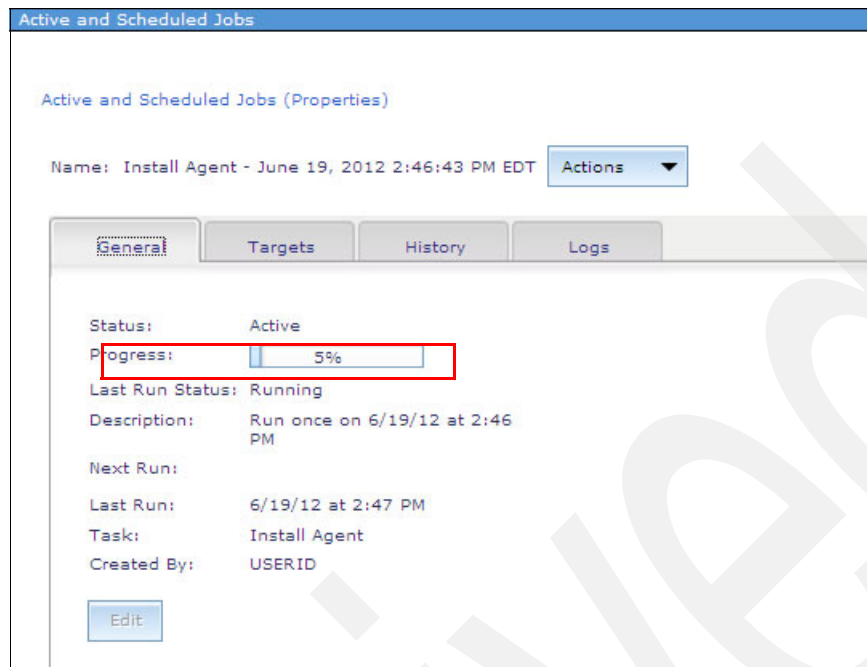 Active and Scheduled Jobs
Active and Scheduled Jobs (Properties)
Name: Install Agent - June 19, 2012 2:46:43 PM EDT Actions
General Targets History Logs
Status: Active
Progress: 5%
Last Run Status: Running
Description: Run once on 6/19/12 at 2:46
PM
Next Run:
Last Run: 6/19/12 at 2:47 PM
Task: Install Agent
Created By: USERID
Edit